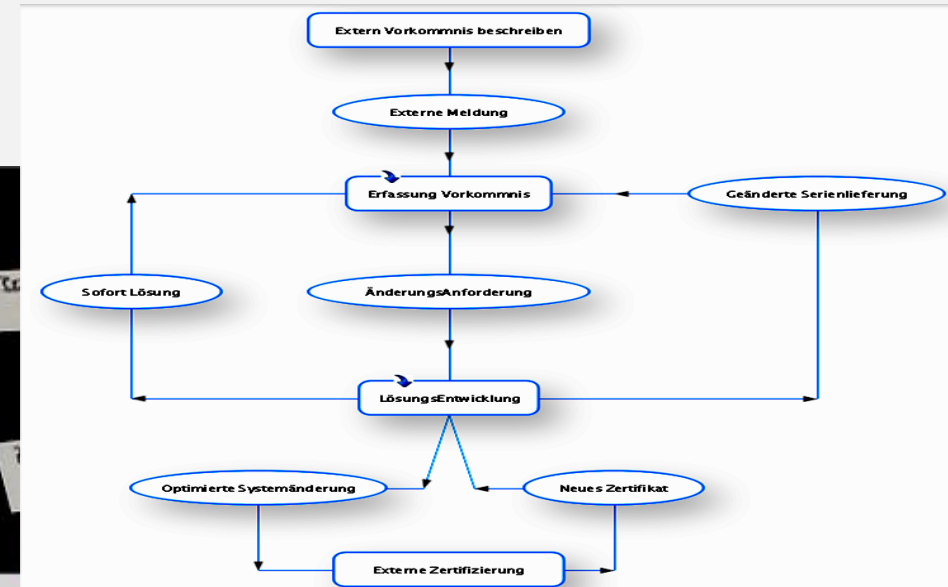 Extern Vorkommnis beschreiben
Externe Meldung
Erfassung Vorkommnis
Geänderte Serienlieferung
Sofort Lösung
ÄnderungsAnforderung
LösungsEntwicklung
Optimierte Systemänderung
Neues Zertifikat
Externe Zertifizierung